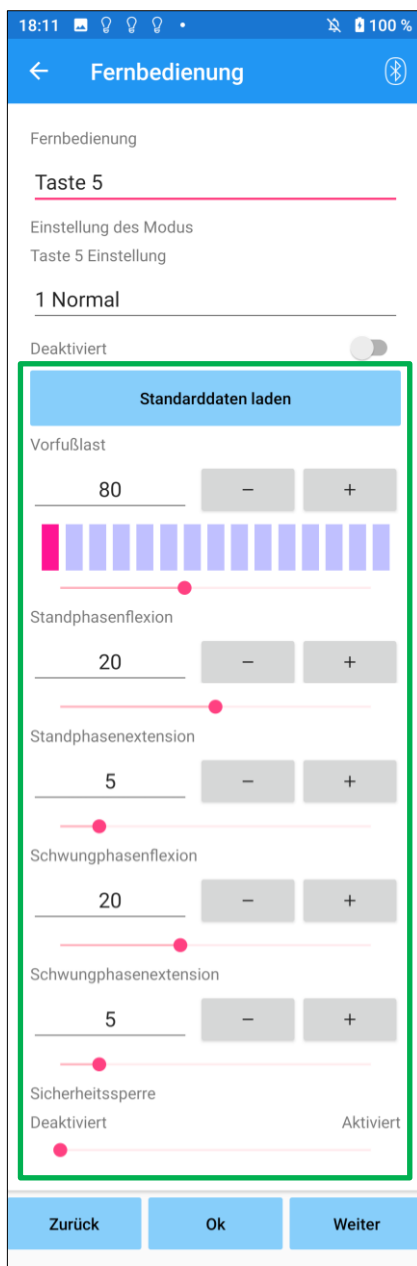 18:11 100 %
Fernbedienung
Fernbedienung
Taste 5
Einstellung des Modus
Taste 5 Einstellung
1 Normal
Deaktiviert
Standarddaten laden
Vorfußlast
80 − +
Standphasenflexion
20 − +
Standphasenextension
5 − +
Schwungphasenflexion
20 − +
Schwungphasenextension
5 − +
Sicherheitssperre
Deaktiviert Aktiviert
Zurück Ok Weiter